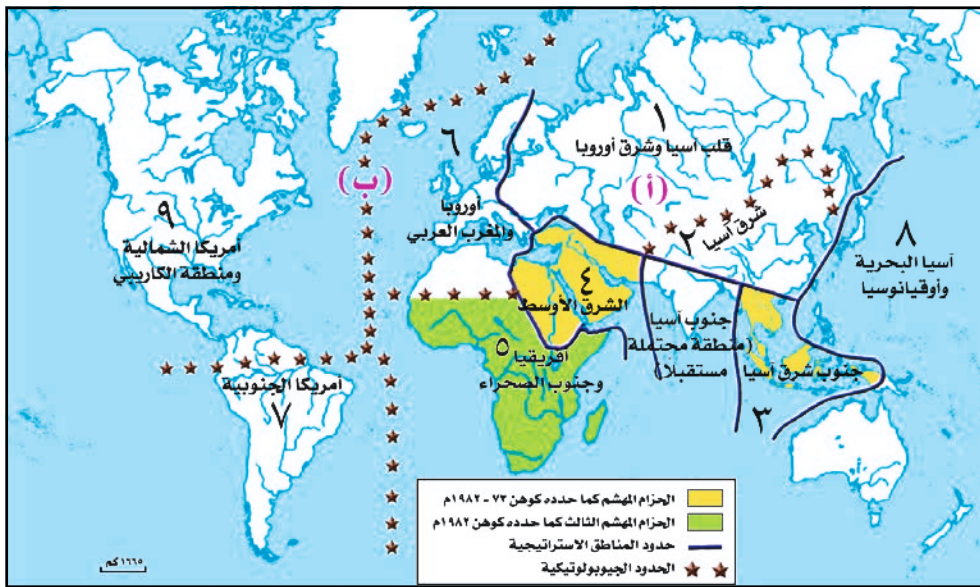 ١
قلب آسيا وشرق أوروبا
(أ)
٢
شرق آسيا
٨
آسيا البحرية
وأوقيانوسيا
٦
أوروبا
والمغرب العربي
(ب)
٩
أمريكا الشمالية
ومنطقة الكاريبي
٤
الشرق الأوسط
جنوب آسيا
(منطقة محتملة
مستقبلا)
جنوب شرق آسيا
٣
٥
أفريقيا
وجنوب الصحراء
أمريكا الجنوبية
٧
الحزام المهشم كما حدده كوهن ٧٣ - ١٩٨٢م
الحزام المهشم الثالث كما حدده كوهن ١٩٨٢م
حدود المناطق الاستراتيجية
الحدود الجيوبولوتيكية
١٦٦٥ كم